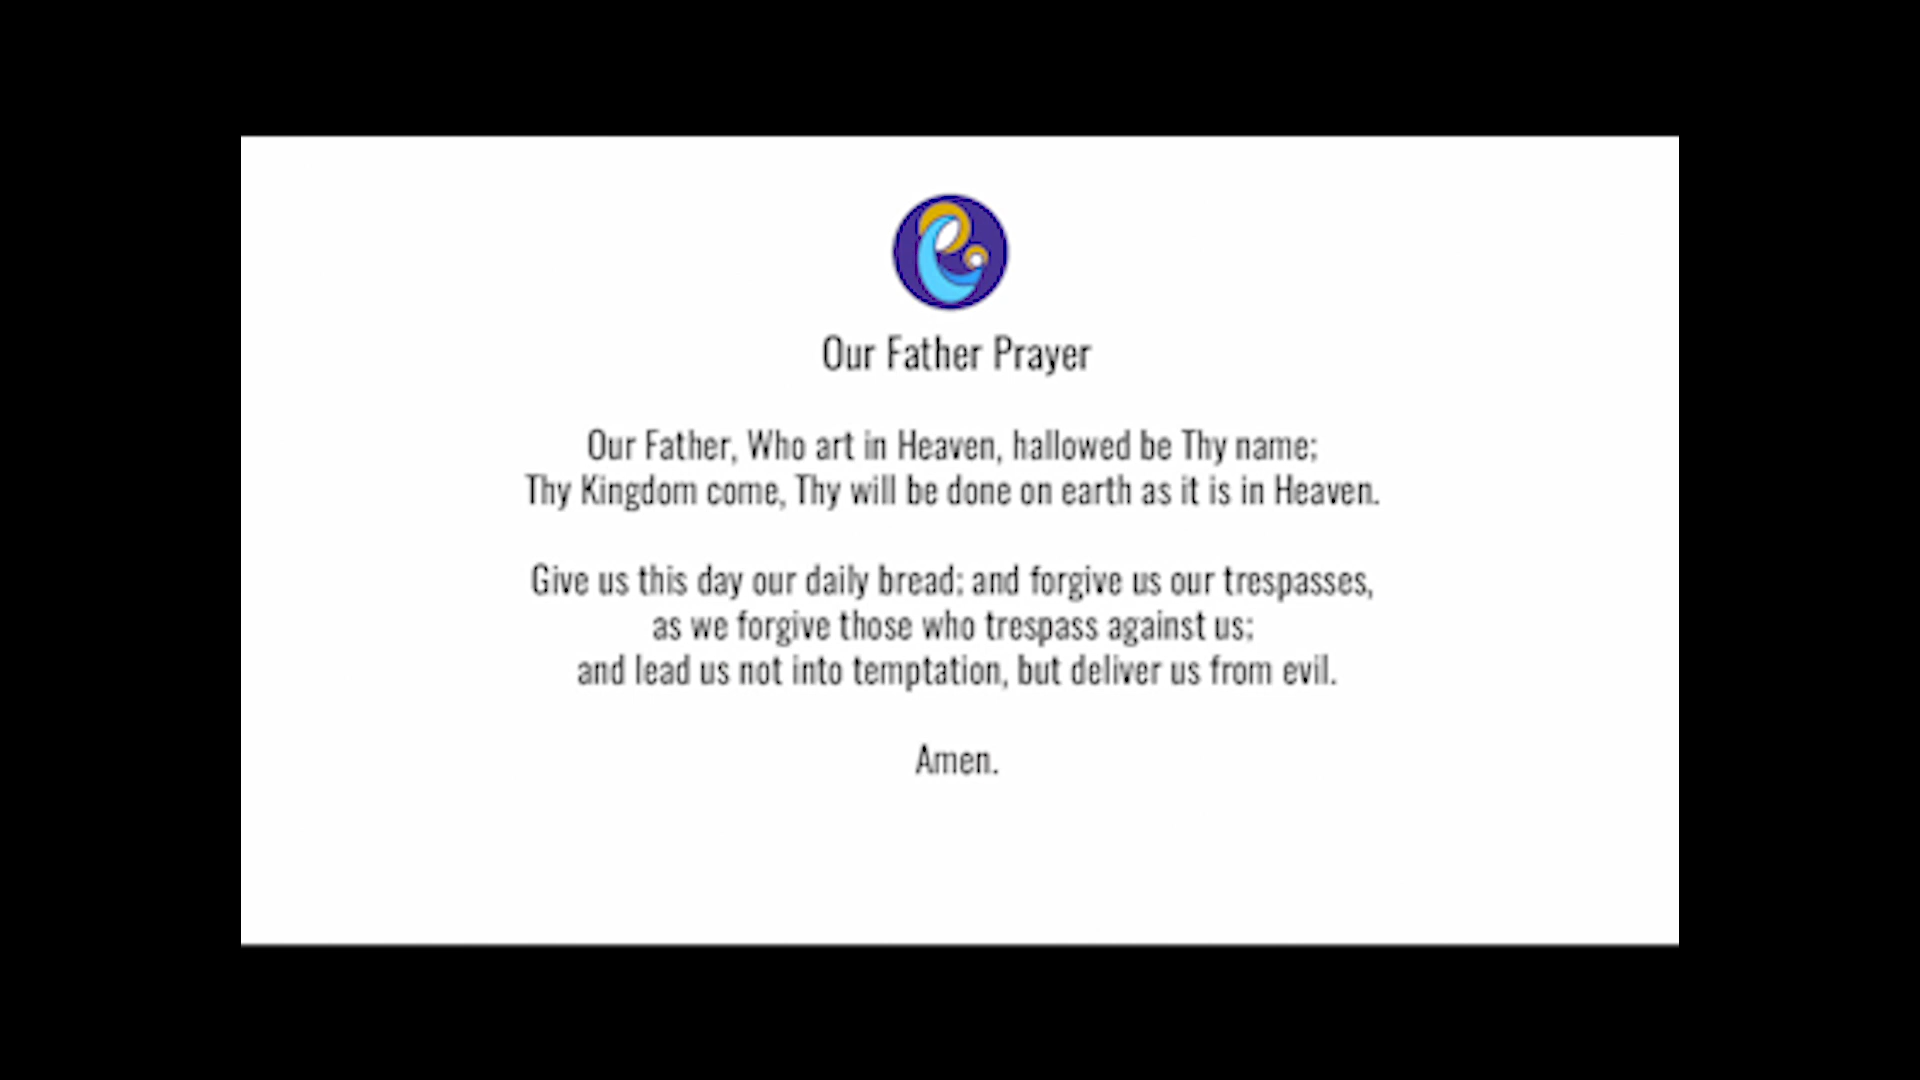 Our Father Prayer
Our Father, Who art in Heaven, hallowed be Thy name;
Thy Kingdom come, Thy will be done on earth as it is in Heaven.
Give us this day our daily bread; and forgive us our trespasses,
as we forgive those who trespass against us;
and lead us not into temptation, but deliver us from evil.
Amen.